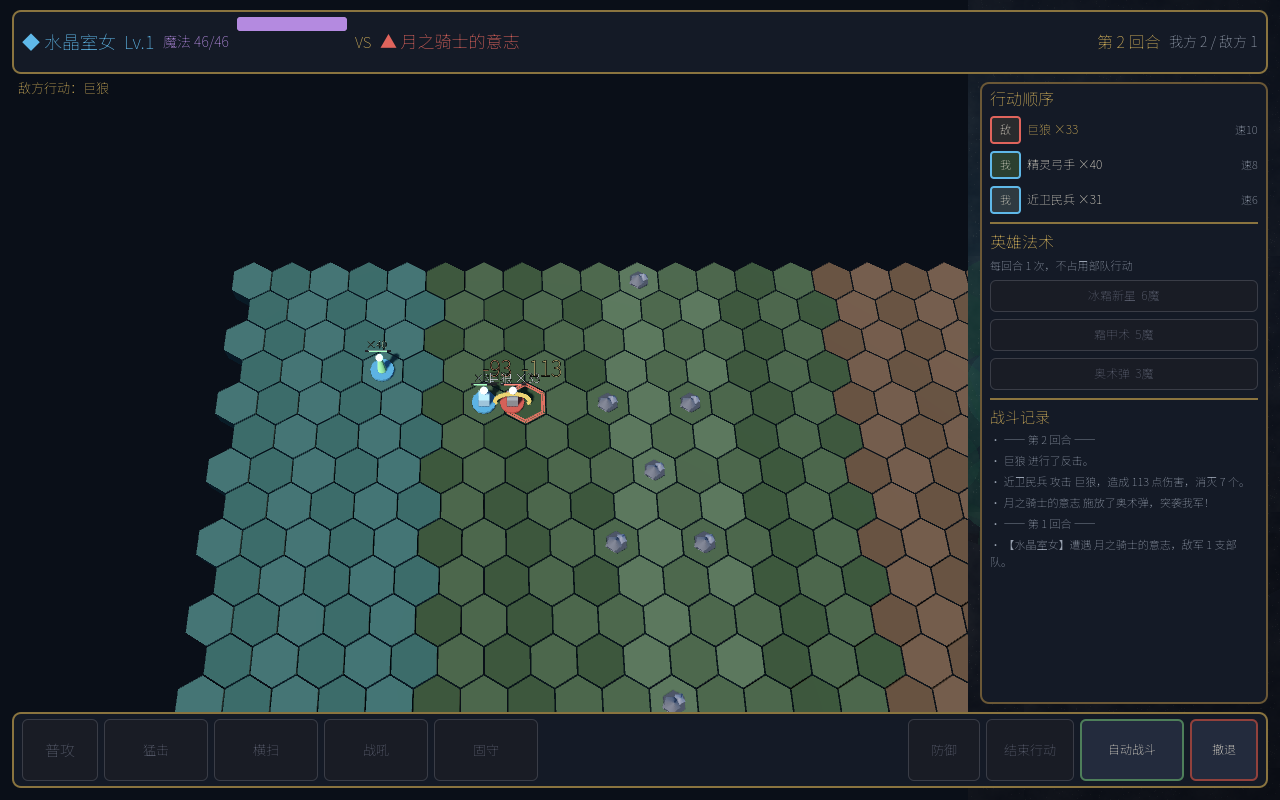 水晶室女 Lv.1 魔法 46/46 VS 月之骑士的意志 第 2 回合 我方 2 / 敌方 1
敌方行动：巨狼
行动顺序
敌 巨狼 ×33 速10
我 精灵弓手 ×40 速8
我 近卫民兵 ×31 速6
英雄法术
每回合 1 次，不占用部队行动
冰霜新星 6魔
霜甲术 5魔
奥术弹 3魔
战斗记录
· —— 第 2 回合 ——
· 巨狼 进行了反击。
· 近卫民兵 攻击 巨狼，造成 113 点伤害，消灭 7 个。
· 月之骑士的意志 施放了奥术弹，突袭我军！
· —— 第 1 回合 ——
· 【水晶室女】遭遇 月之骑士的意志，敌军 1 支部
队。
-113
普攻 猛击 横扫 战吼 固守 防御 结束行动 自动战斗 撤退